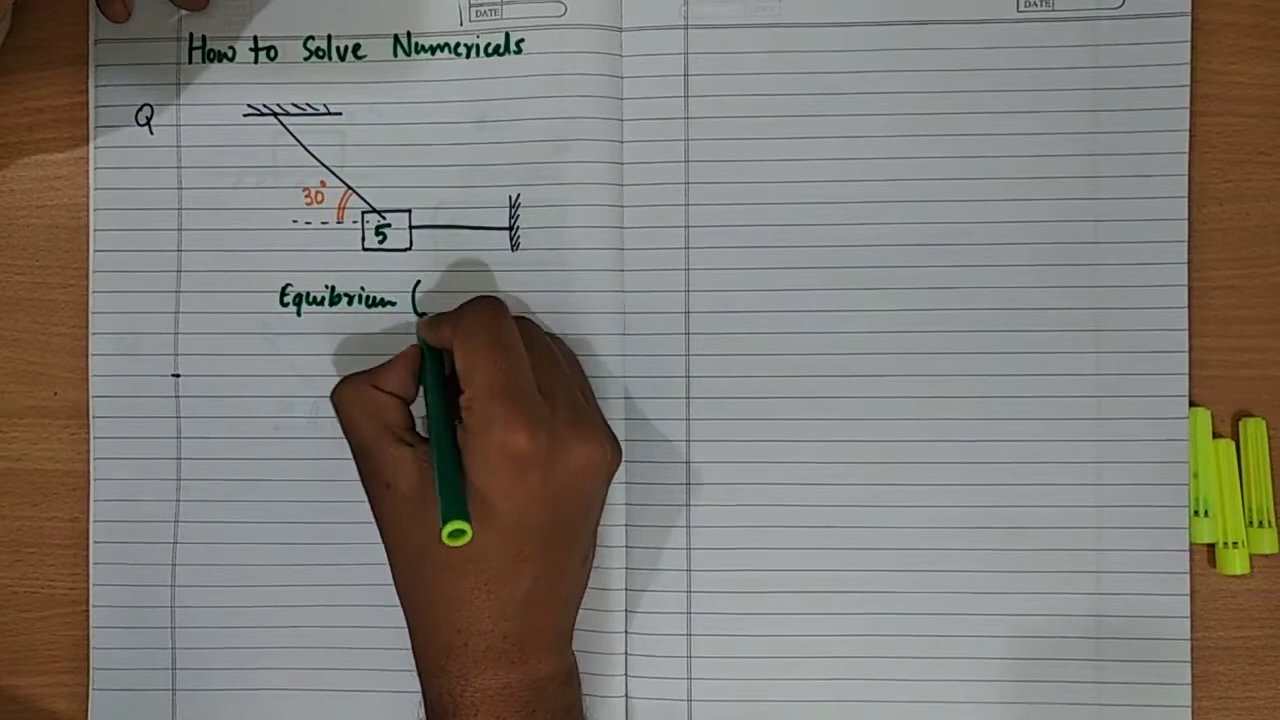 DATE
DATE
How to Solve Numericals
Q
30°
5
Equibrium (